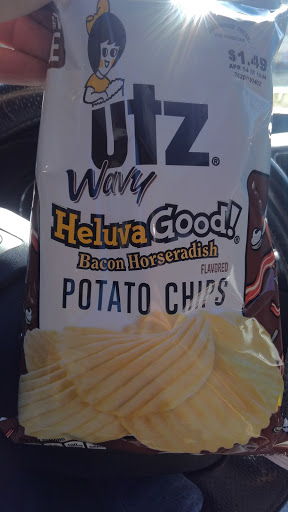 $1.49
utz®
Wavy
Heluva Good!®
Bacon Horseradish
FLAVORED
POTATO CHIPS